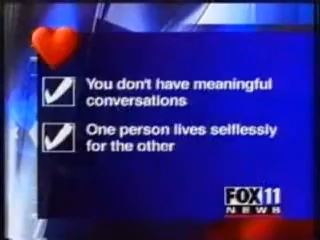 You don't have meaningful
conversations
One person lives selflessly
for the other
FOX 11
NEWS